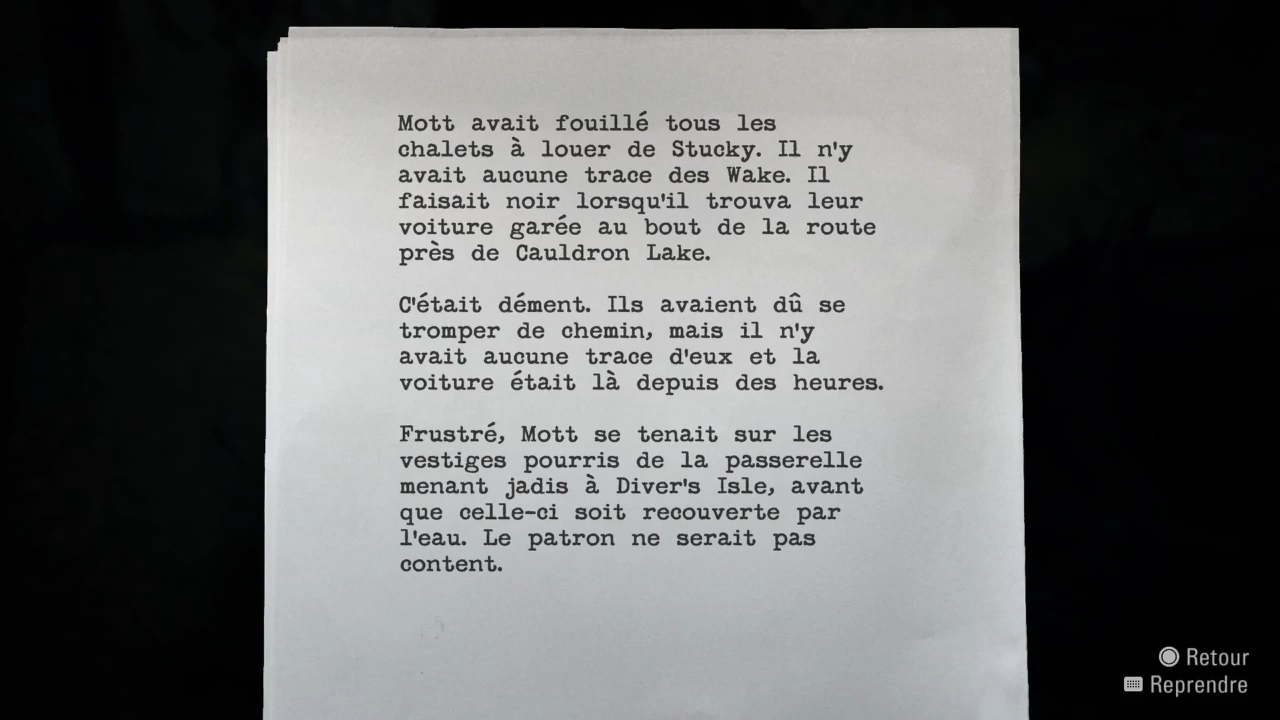 Mott avait fouillé tous les
chalets à louer de Stucky. Il n'y
avait aucune trace des Wake. Il
faisait noir lorsqu'il trouva leur
voiture garée au bout de la route
près de Cauldron Lake.
C'était dément. Ils avaient dû se
tromper de chemin, mais il n'y
avait aucune trace d'eux et la
voiture était là depuis des heures.
Frustré, Mott se tenait sur les
vestiges pourris de la passerelle
menant jadis à Diver's Isle, avant
que celle-ci soit recouverte par
l'eau. Le patron ne serait pas
content.
Retour
Reprendre